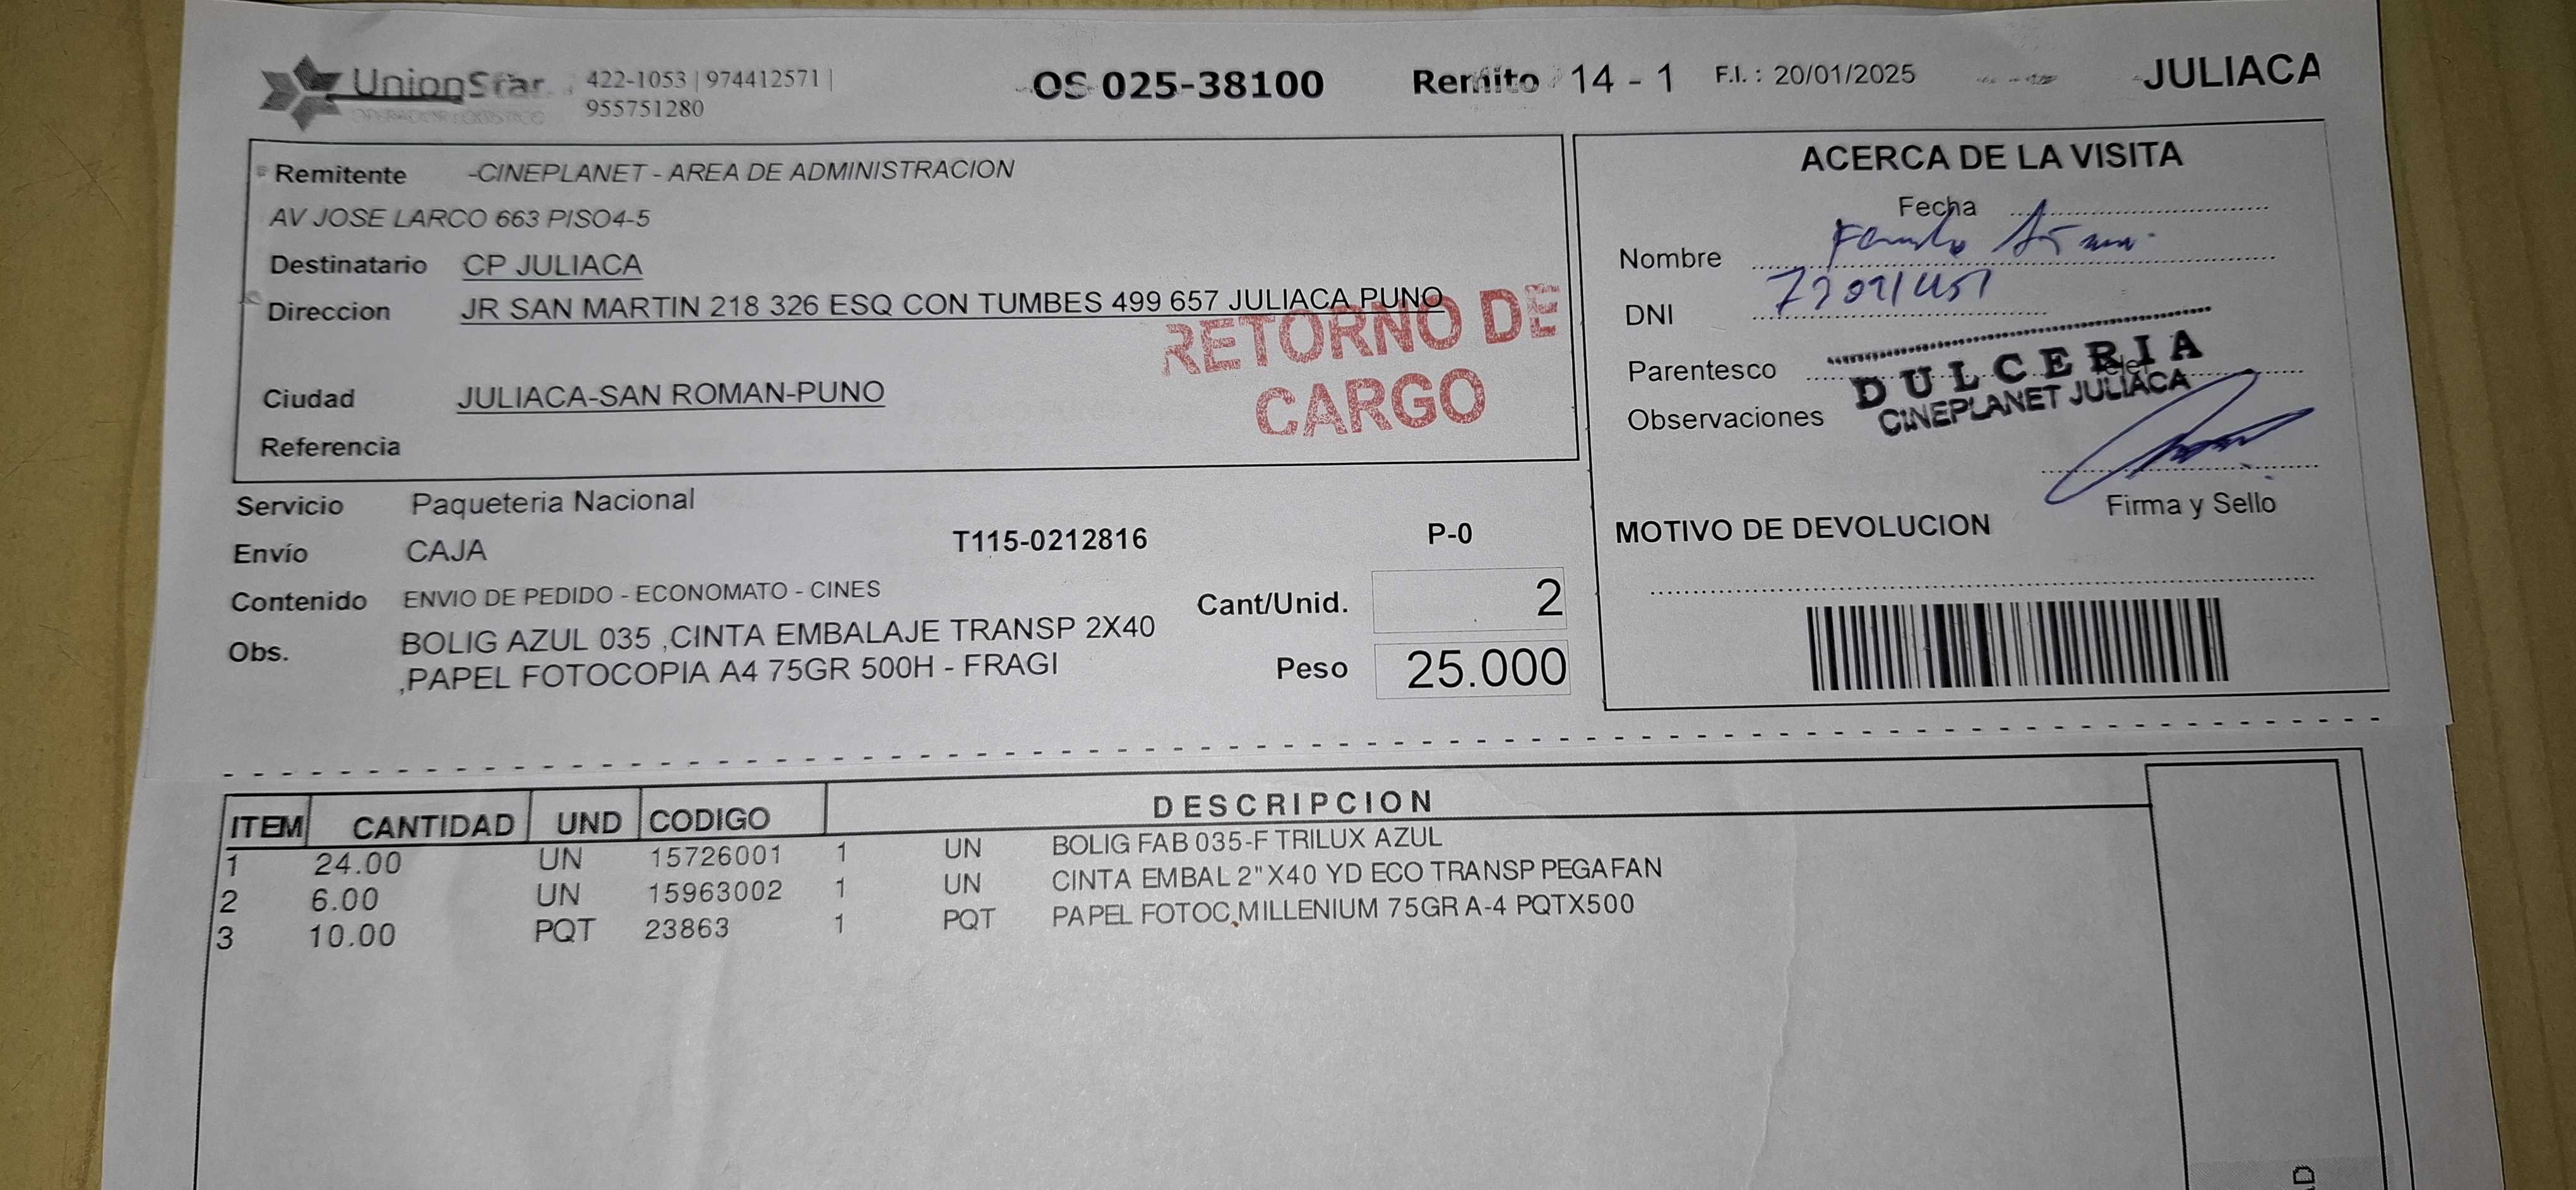 UnionStar
OPERADOR LOGISTICO
422-1053 | 974412571 |
955751280
OS 025-38100
Remito 14 - 1
F.I. : 20/01/2025
JULIACA
Remitente -CINEPLANET - AREA DE ADMINISTRACION
AV JOSE LARCO 663 PISO4-5
Destinatario CP JULIACA
Direccion JR SAN MARTIN 218 326 ESQ CON TUMBES 499 657 JULIACA PUNO
RETORNO DE
CARGO
Ciudad JULIACA-SAN ROMAN-PUNO
Referencia
ACERCA DE LA VISITA
Fecha
Nombre
DNI
Parentesco
DULCERIA
CINEPLANET JULIACA
Observaciones
Firma y Sello
MOTIVO DE DEVOLUCION
Servicio Paqueteria Nacional
Envío CAJA T115-0212816 P-0
Contenido ENVIO DE PEDIDO - ECONOMATO - CINES
Cant/Unid. 2
Obs. BOLIG AZUL 035 ,CINTA EMBALAJE TRANSP 2X40
,PAPEL FOTOCOPIA A4 75GR 500H - FRAGI
Peso 25.000
ITEM CANTIDAD UND CODIGO DESCRIPCION
1 24.00 UN 15726001 1 UN BOLIG FAB 035-F TRILUX AZUL
2 6.00 UN 15963002 1 UN CINTA EMBAL 2"X40 YD ECO TRANSP PEGAFAN
3 10.00 PQT 23863 1 PQT PAPEL FOTOC.MILLENIUM 75GR A-4 PQTX500